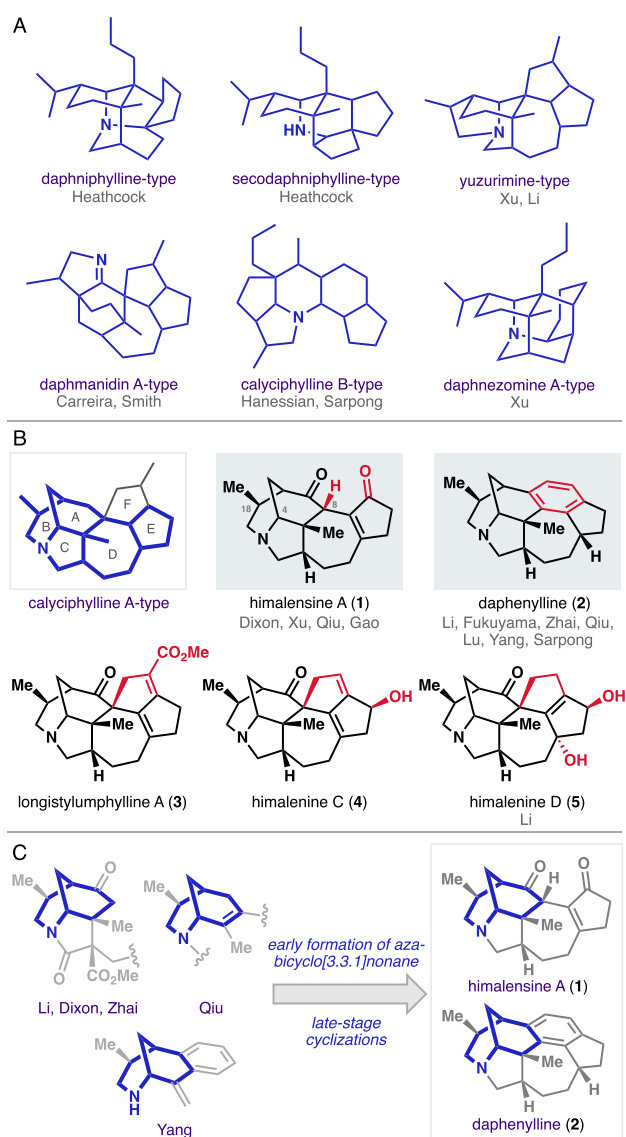 A
N
HN
N
daphniphylline-type
secodaphniphylline-type
yuzurimine-type
Heathcock
Heathcock
Xu, Li
N
N
N
daphmanidin A-type
calyciphylline B-type
daphnezomine A-type
Carreira, Smith
Hanessian, Sarpong
Xu
B
A
F
B
E
C
D
N
calyciphylline A-type
O
H
O
Me
18
4
8
Me
N
H
himalensine A (1)
Dixon, Xu, Qiu, Gao
Me
Me
N
H
H
daphenylline (2)
Li, Fukuyama, Zhai, Qiu,
Lu, Yang, Sarpong
CO2Me
O
Me
Me
N
H
longistylumphylline A (3)
O
Me
OH
Me
N
H
himalenine C (4)
O
Me
OH
Me
N
OH
H
himalenine D (5)
Li
C
O
Me
Me
N
O
CO2Me
Li, Dixon, Zhai
Me
N
Me
Qiu
early formation of aza-
bicyclo[3.3.1]nonane
late-stage
cyclizations
Me
N
H
Yang
O
H
O
Me
Me
N
H
himalensine A (1)
Me
Me
N
H
H
daphenylline (2)